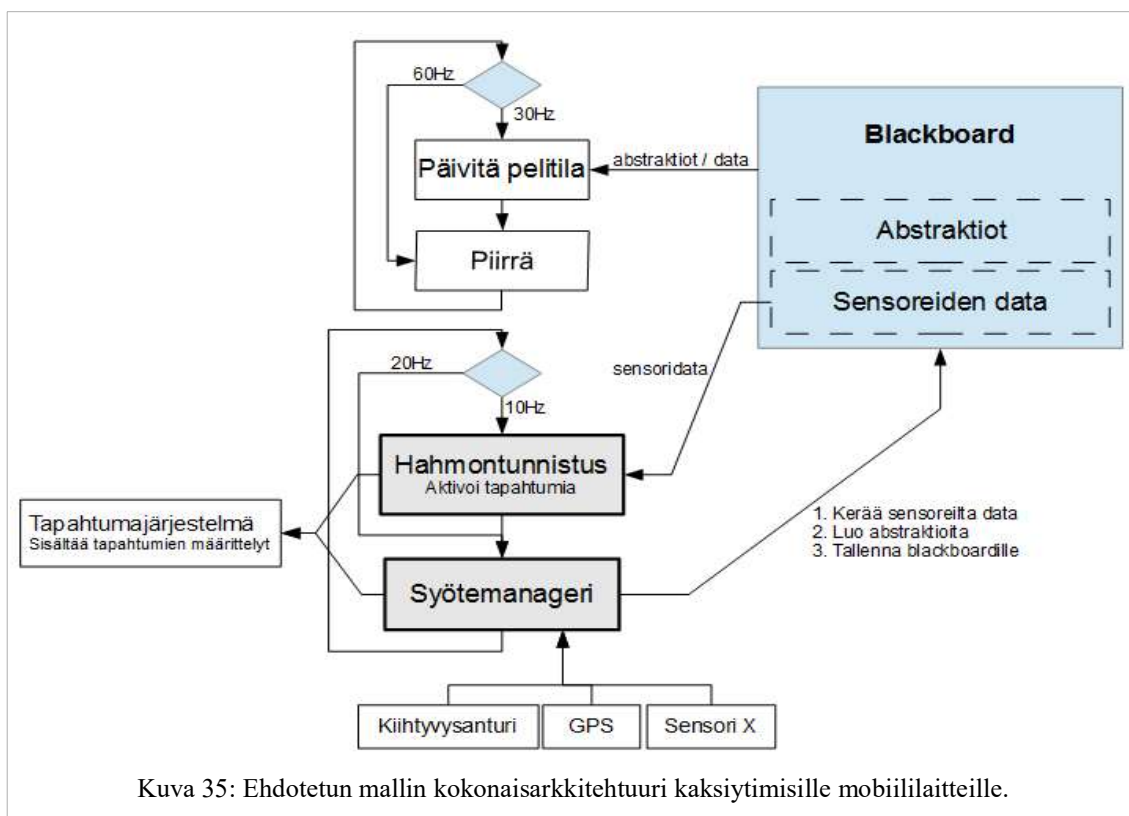 60Hz
30Hz
Päivitä pelitila
Piirrä
abstraktiot / data
Blackboard
Abstraktiot
Sensoreiden data
20Hz
10Hz
sensoridata
Hahmontunnistus
Aktivoi tapahtumia
Tapahtumajärjestelmä
Sisältää tapahtumien määrittelyt
Syötemanageri
1. Kerää sensoreilta data
2. Luo abstraktioita
3. Tallenna blackboardille
Kiihtyvysanturi
GPS
Sensori X
Kuva 35: Ehdotetun mallin kokonaisarkkitehtuuri kaksiytimisille mobiililaitteille.